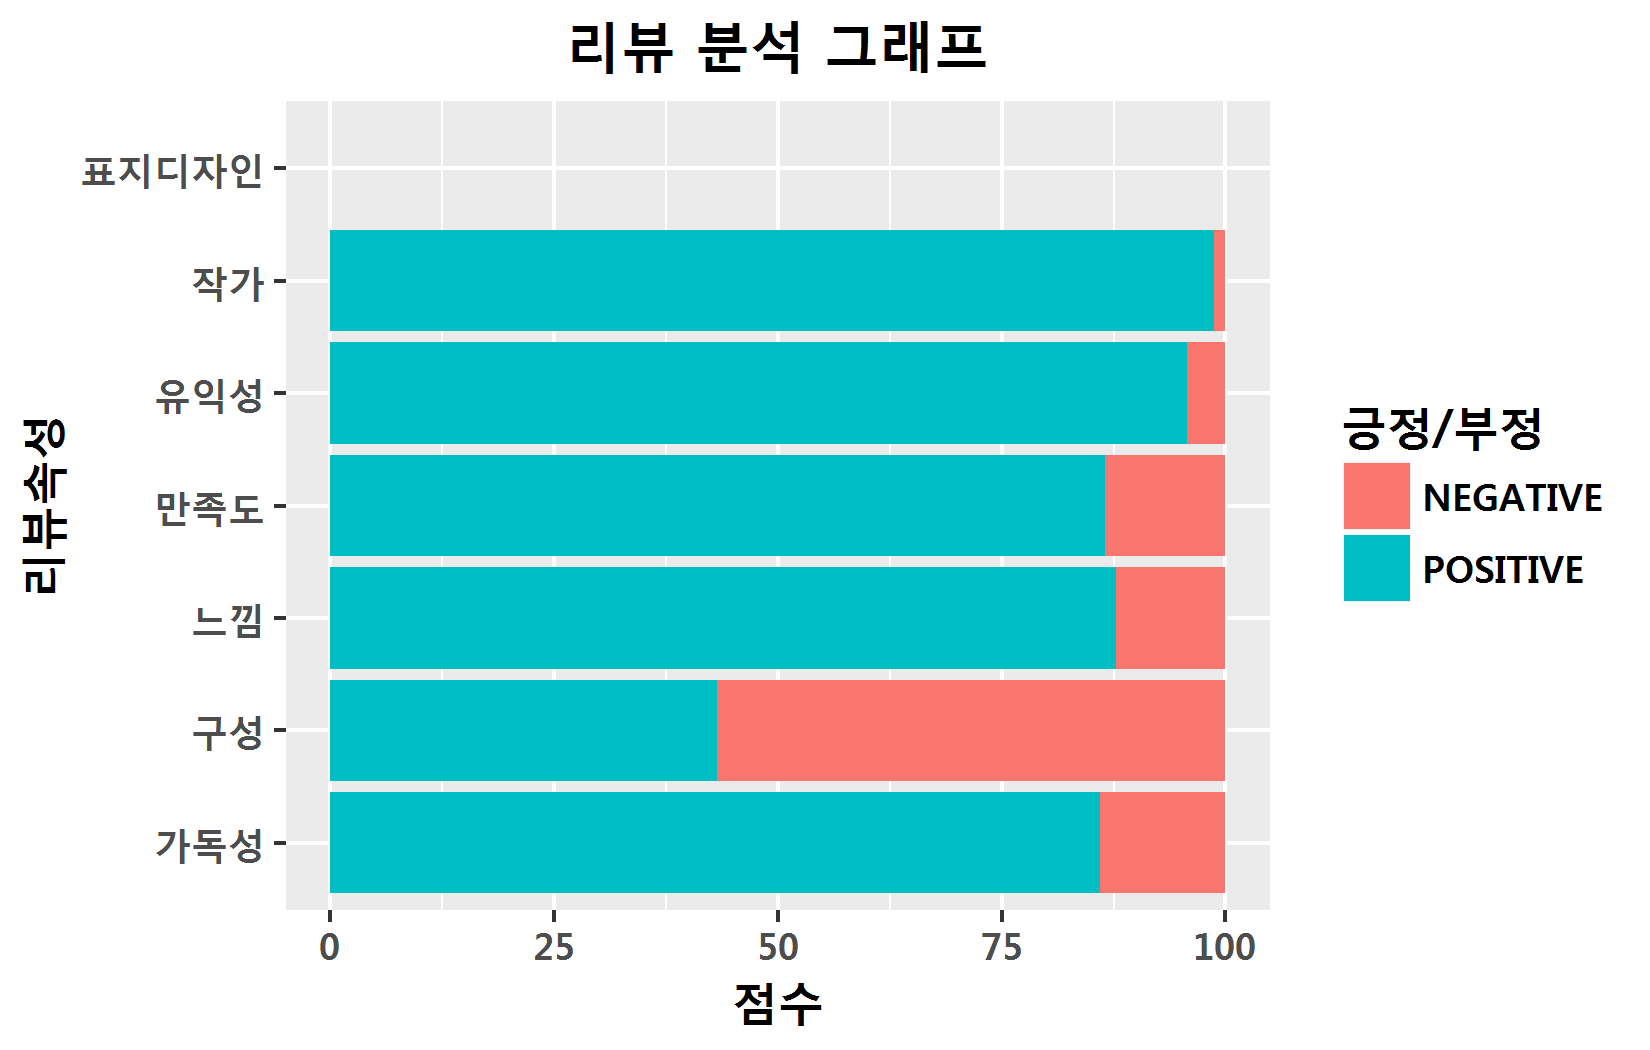 리뷰 분석 그래프
리뷰속성
표지디자인
작가
유익성
만족도
느낌
구성
가독성
0 25 50 75 100
점수
긍정/부정
NEGATIVE
POSITIVE